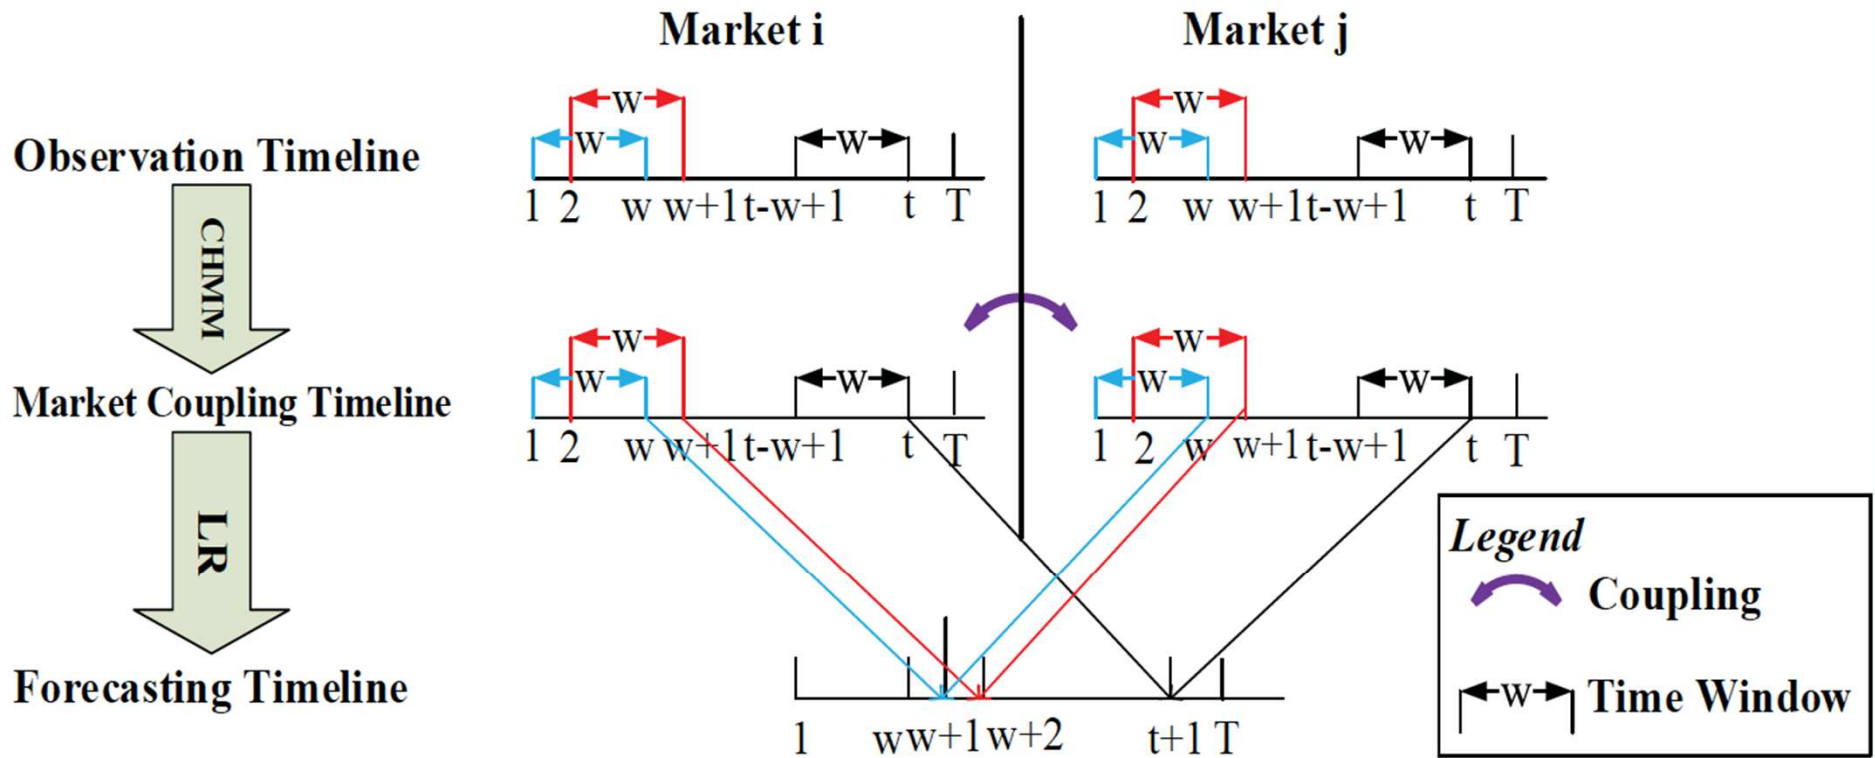 Market i
Market j
w
w
w
w
w
w
Observation Timeline
1 2 w w+1 t-w+1 t T
1 2 w w+1 t-w+1 t T
CHMM
w
w
w
w
w
w
Market Coupling Timeline
1 2 w w+1 t-w+1 t T
1 2 w w+1 t-w+1 t T
LR
Legend
Coupling
w Time Window
Forecasting Timeline
1 w w+1 w+2 t+1 T